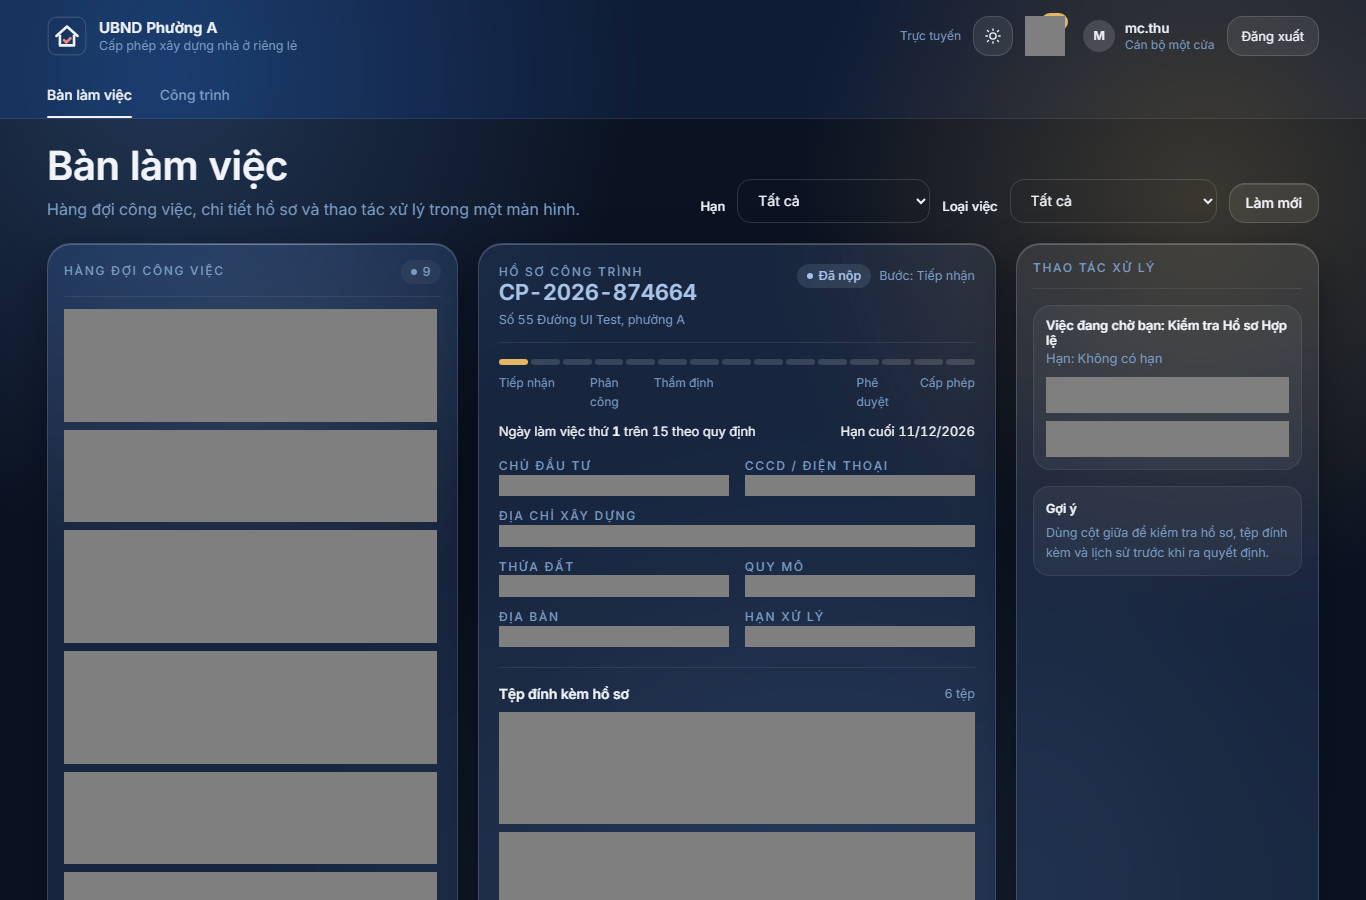 UBND Phường A
Cấp phép xây dựng nhà ở riêng lẻ
Trực tuyến
M
mc.thu
Cán bộ một cửa
Đăng xuất
Bàn làm việc
Công trình
Bàn làm việc
Hàng đợi công việc, chi tiết hồ sơ và thao tác xử lý trong một màn hình.
Hạn
Tất cả
Loại việc
Tất cả
Làm mới
HÀNG ĐỢI CÔNG VIỆC
9
HỒ SƠ CÔNG TRÌNH
CP-2026-874664
Số 55 Đường UI Test, phường A
Đã nộp
Bước: Tiếp nhận
Tiếp nhận
Phân
công
Thẩm định
Phê
duyệt
Cấp phép
Ngày làm việc thứ 1 trên 15 theo quy định
Hạn cuối 11/12/2026
CHỦ ĐẦU TƯ
CCCD / ĐIỆN THOẠI
ĐỊA CHỈ XÂY DỰNG
THỬA ĐẤT
QUY MÔ
ĐỊA BÀN
HẠN XỬ LÝ
Tệp đính kèm hồ sơ
6 tệp
THAO TÁC XỬ LÝ
Việc đang chờ bạn: Kiểm tra Hồ sơ Hợp
lệ
Hạn: Không có hạn
Gợi ý
Dùng cột giữa để kiểm tra hồ sơ, tệp đính
kèm và lịch sử trước khi ra quyết định.